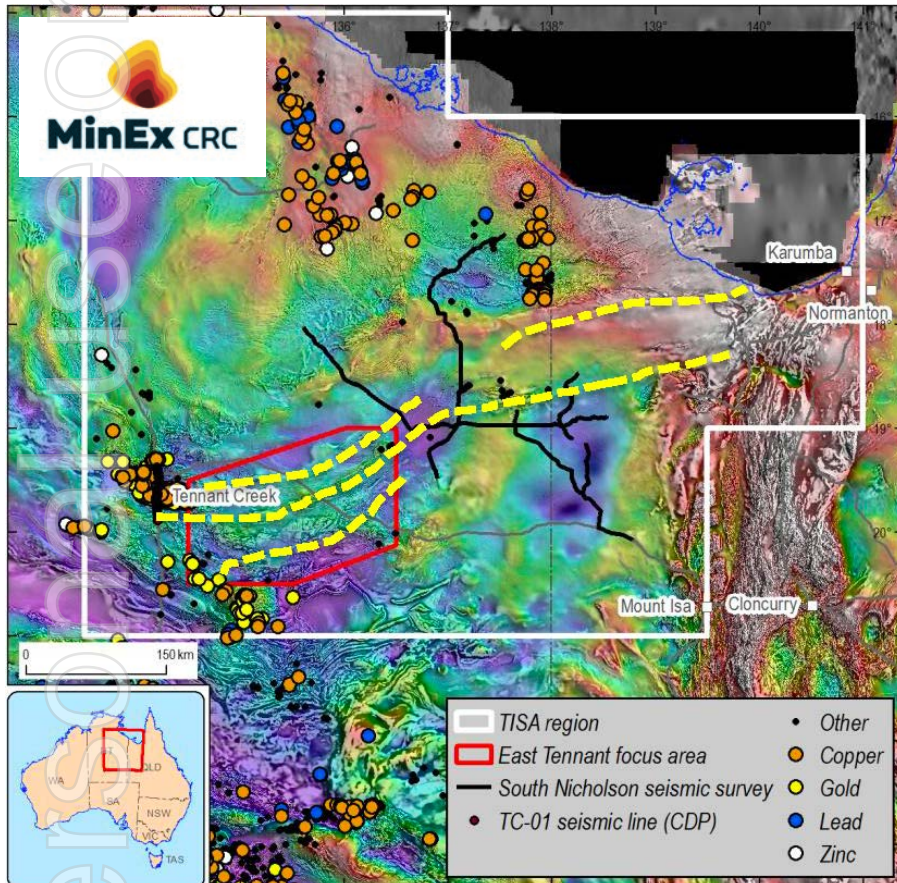 136° 137° 138° 139° 140° 141°
MinEx CRC
16°
17°
Karumba
Normanton
18°
19°
Tennant Creek
20°
Mount Isa
Cloncurry
0 150 km
TISA region
East Tennant focus area
South Nicholson seismic survey
TC-01 seismic line (CDP)
Other
Copper
Gold
Lead
Zinc
NT
QLD
WA
SA
NSW
VIC
TAS
ersonal use o